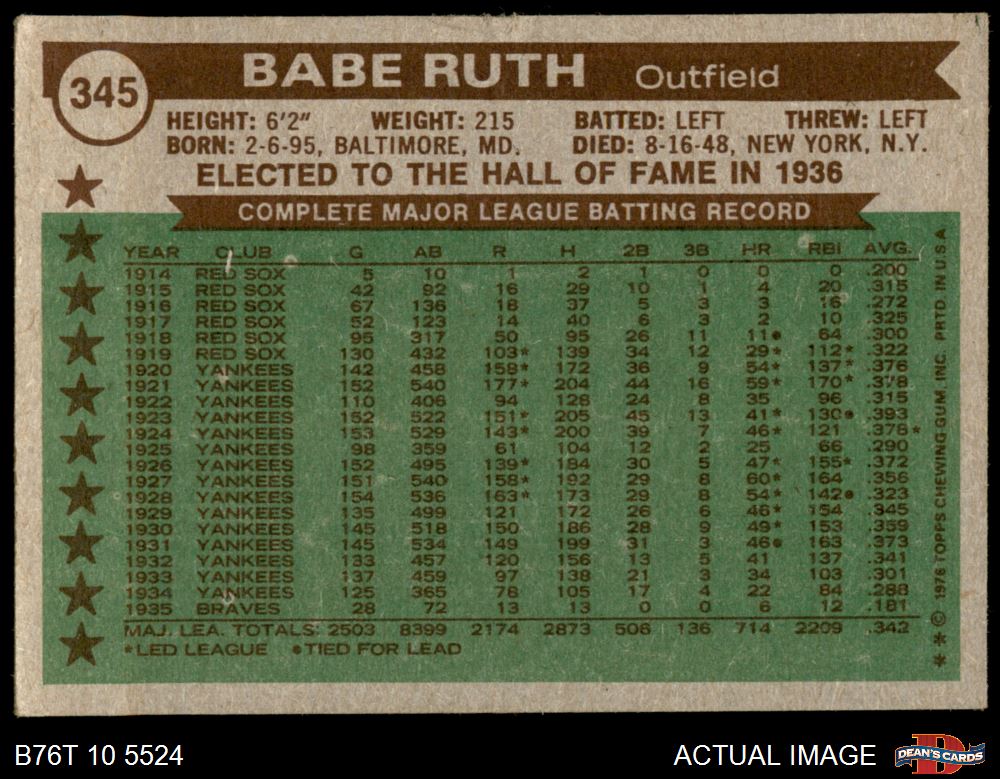 345
BABE RUTH Outfield
HEIGHT: 6'2" WEIGHT: 215 BATTED: LEFT THREW: LEFT
BORN: 2-6-95, BALTIMORE, MD. DIED: 8-16-48, NEW YORK, N.Y.
ELECTED TO THE HALL OF FAME IN 1936
COMPLETE MAJOR LEAGUE BATTING RECORD
YEAR CLUB G AB R H 2B 3B HR RBI AVG.
1914 RED SOX 5 10 1 2 1 0 0 0 .200
1915 RED SOX 42 92 16 29 10 1 4 20 .315
1916 RED SOX 67 136 18 37 5 3 3 16 .272
1917 RED SOX 52 123 14 40 6 3 2 10 .325
1918 RED SOX 95 317 50 95 26 11 11• 64 .300
1919 RED SOX 130 432 103* 139 34 12 29* 112* .322
1920 YANKEES 142 458 158* 172 36 9 54* 137* .376
1921 YANKEES 152 540 177* 204 44 16 59* 170* .378
1922 YANKEES 110 406 94 128 24 8 35 96 .315
1923 YANKEES 152 522 151* 205 45 13 41* 130• .393
1924 YANKEES 153 529 143* 200 39 7 46* 121 .378*
1925 YANKEES 98 359 61 104 12 2 25 66 .290
1926 YANKEES 152 495 139* 184 30 5 47* 155* .372
1927 YANKEES 151 540 158* 192 29 8 60* 164 .356
1928 YANKEES 154 536 163* 173 29 8 54* 142• .323
1929 YANKEES 135 499 121 172 26 6 46* 154 .345
1930 YANKEES 145 518 150 186 28 9 49* 153 .359
1931 YANKEES 145 534 149 199 31 3 46• 163 .373
1932 YANKEES 133 457 120 156 13 5 41 137 .341
1933 YANKEES 137 459 97 138 21 3 34 103 .301
1934 YANKEES 125 365 78 105 17 4 22 84 .288
1935 BRAVES 28 72 13 13 0 0 6 12 .181
MAJ. LEA. TOTALS: 2503 8399 2174 2873 506 136 714 2209 .342
*LED LEAGUE •TIED FOR LEAD
* * © 1976 TOPPS CHEWING GUM, INC. PRTD. IN U.S.A.
B76T 10 5524
ACTUAL IMAGE
DEAN'S CARDS